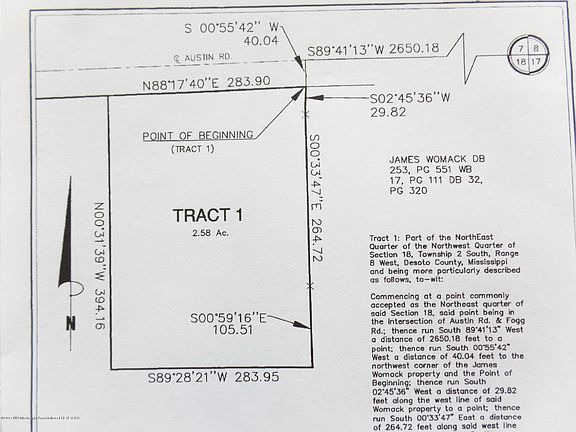 S 00°55'42" W
40.04
℄ AUSTIN RD.
S89°41'13"W 2650.18
7 8
18 17
N88°17'40"E 283.90
S02°45'36"W
29.82
POINT OF BEGINNING
(TRACT 1)
S00°33'47"E 264.72
JAMES WOMACK DB
253, PG 551 WB
17, PG 111 DB 32,
PG 320
TRACT 1
2.58 Ac.
N00°31'39"W 394.16
N
S00°59'16"E
105.51
S89°28'21"W 283.95
Tract 1: Part of the NorthEast
Quarter of the Northwest Quarter of
Section 18, Township 2 South, Range
8 West, Desoto County, Mississippi
and being more particularly described
as follows, to-wit:
Commencing at a point commonly
accepted as the Northeast quarter of
said Section 18, said point being in
the intersection of Austin Rd. & Fogg
Rd.; thence run South 89°41'13" West
a distance of 2650.18 feet to a
point; thence run South 00°55'42"
West a distance of 40.04 feet to the
northwest corner of the James
Womack property and the Point of
Beginning; thence run South
02°45'36" West a distance of 29.82
feet along the west line of said
Womack property to a point; thence
run South 00°33'47" East a distance
of 264.72 feet along said west line